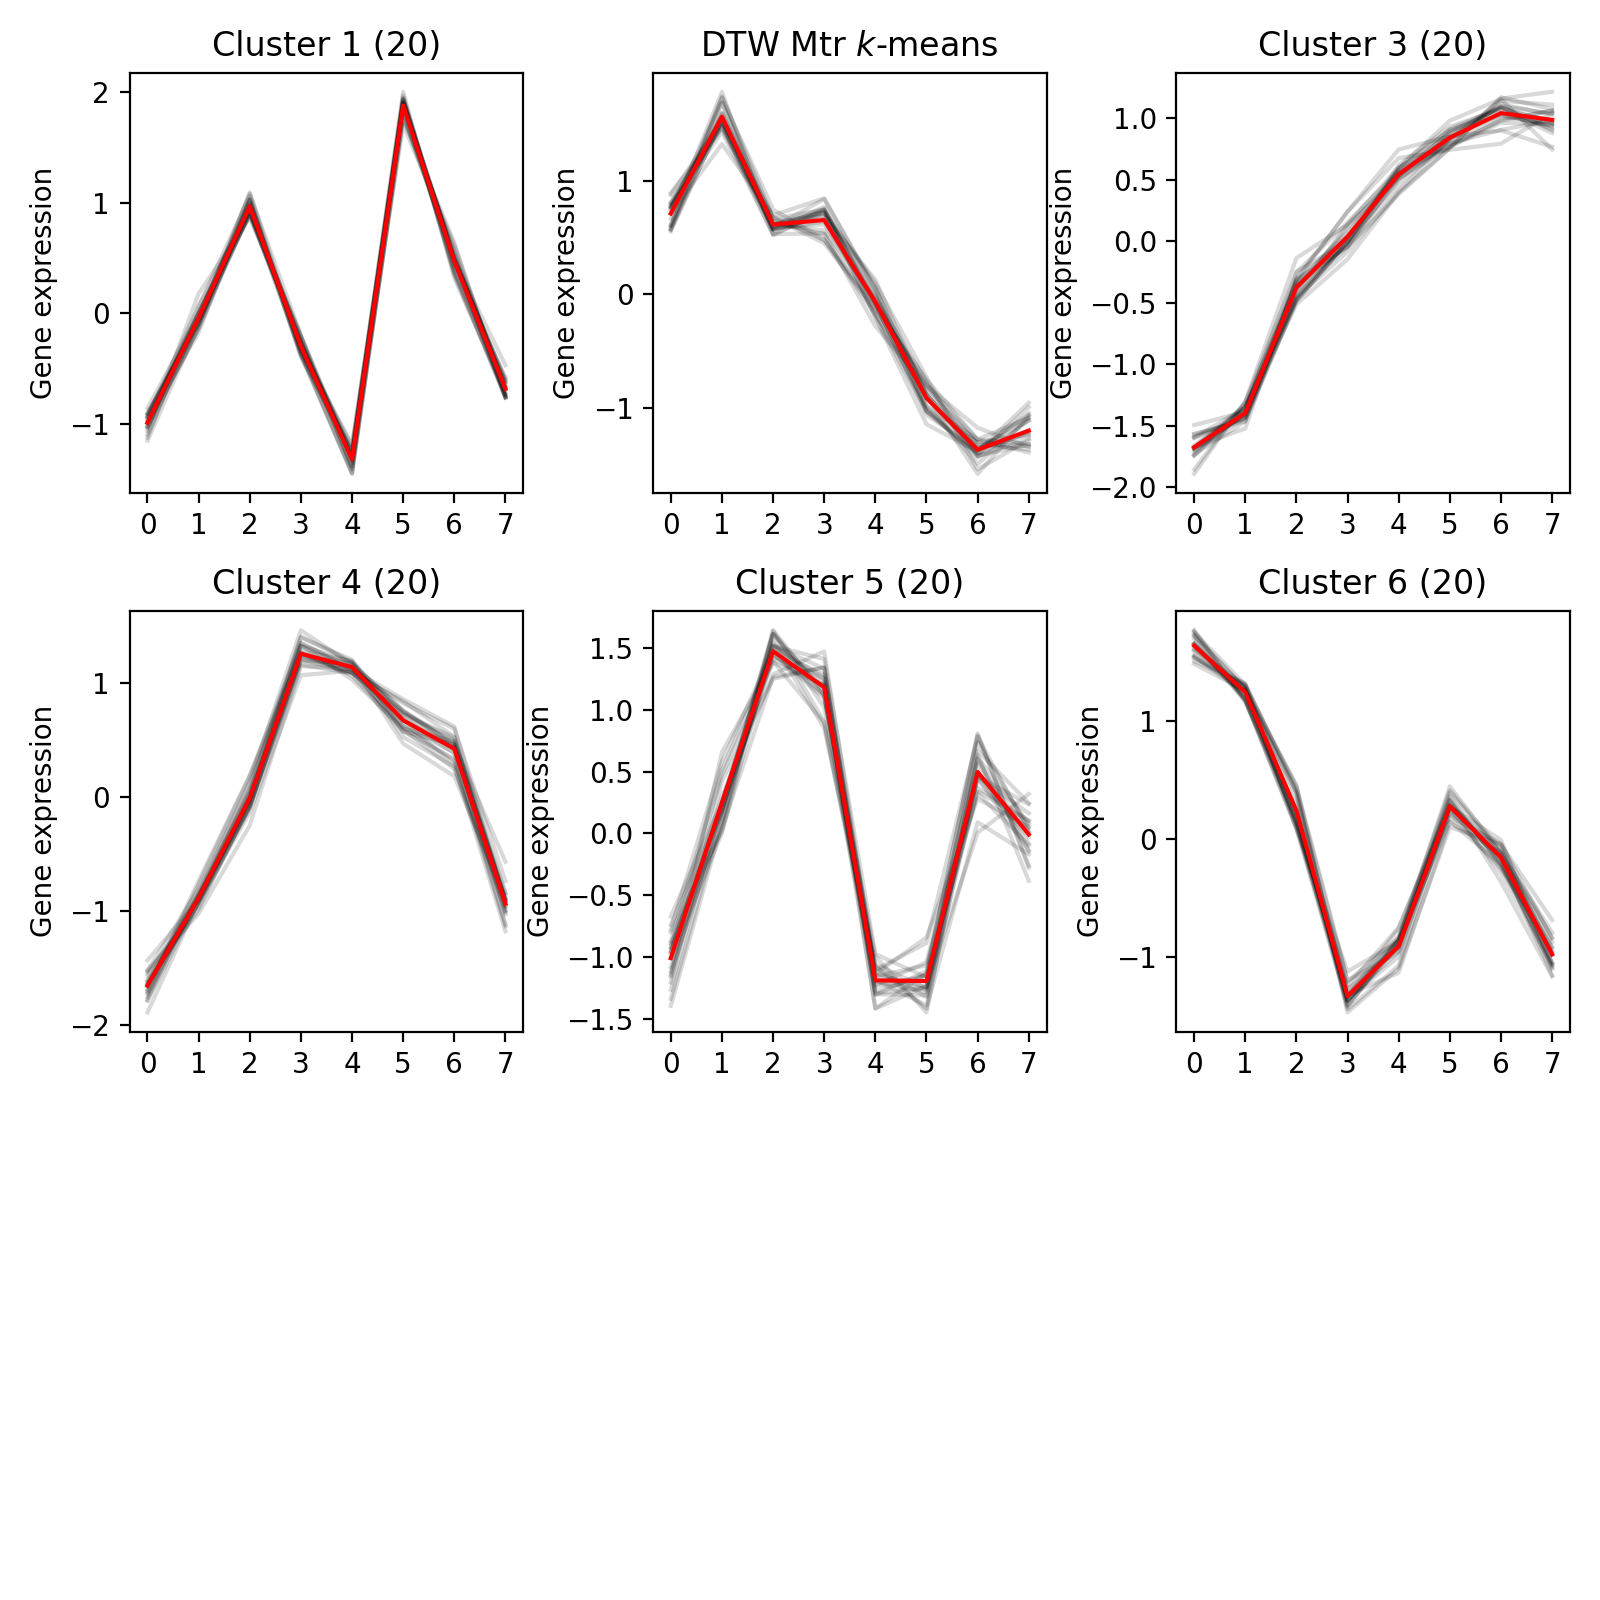 Cluster 1 (20)
DTW Mtr k-means
Cluster 3 (20)
Gene expression
2
1
0
−1
0 1 2 3 4 5 6 7
Gene expression
1
0
−1
0 1 2 3 4 5 6 7
Gene expression
1.0
0.5
0.0
−0.5
−1.0
−1.5
−2.0
0 1 2 3 4 5 6 7
Cluster 4 (20)
Cluster 5 (20)
Cluster 6 (20)
Gene expression
1
0
−1
−2
0 1 2 3 4 5 6 7
Gene expression
1.5
1.0
0.5
0.0
−0.5
−1.0
−1.5
0 1 2 3 4 5 6 7
Gene expression
1
0
−1
0 1 2 3 4 5 6 7